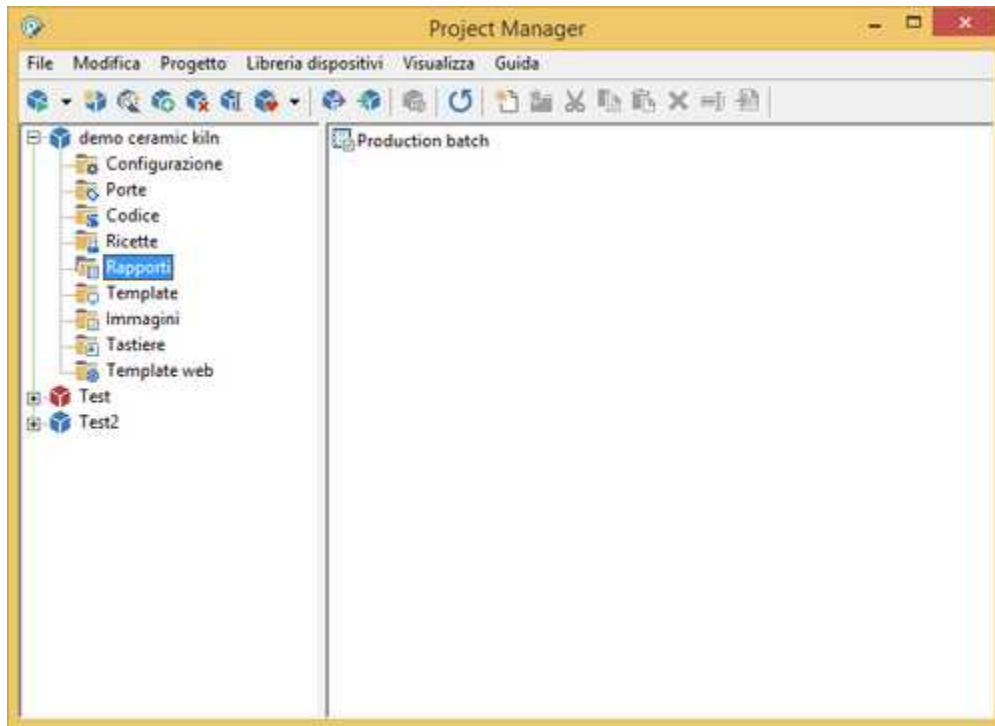 Project Manager
File Modifica Progetto Libreria dispositivi Visualizza Guida
demo ceramic kiln
Configurazione
Porte
Codice
Ricette
Rapporti
Template
Immagini
Tastiere
Template web
Test
Test2
Production batch